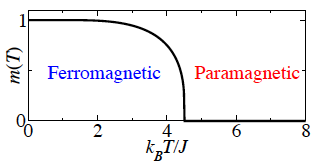 1
m(T)
Ferromagnetic Paramagnetic
0
0 2 4 6 8
k_BT/J